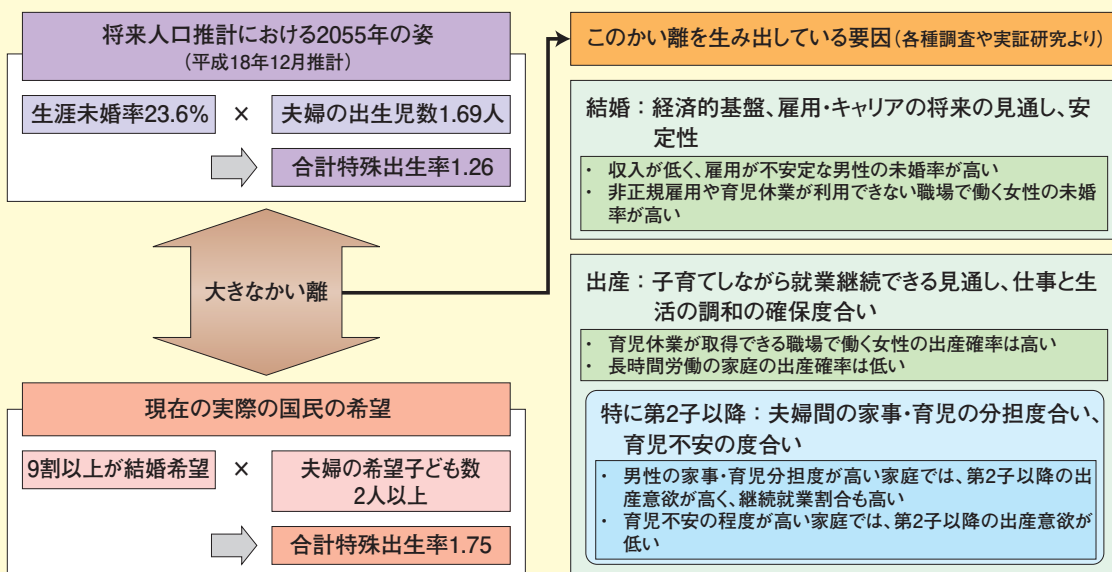 将来人口推計における2055年の姿
(平成18年12月推計)
生涯未婚率23.6%
×
夫婦の出生児数1.69人
合計特殊出生率1.26
大きなかい離
現在の実際の国民の希望
9割以上が結婚希望
×
夫婦の希望子ども数
2人以上
合計特殊出生率1.75
このかい離を生み出している要因(各種調査や実証研究より)
結婚：経済的基盤、雇用・キャリアの将来の見通し、安
定性
・ 収入が低く、雇用が不安定な男性の未婚率が高い
・ 非正規雇用や育児休業が利用できない職場で働く女性の未婚
率が高い
出産：子育てしながら就業継続できる見通し、仕事と生
活の調和の確保度合い
・ 育児休業が取得できる職場で働く女性の出産確率は高い
・ 長時間労働の家庭の出産確率は低い
特に第2子以降：夫婦間の家事・育児の分担度合い、
育児不安の度合い
・ 男性の家事・育児分担度が高い家庭では、第2子以降の出
産意欲が高く、継続就業割合も高い
・ 育児不安の程度が高い家庭では、第2子以降の出産意欲が
低い